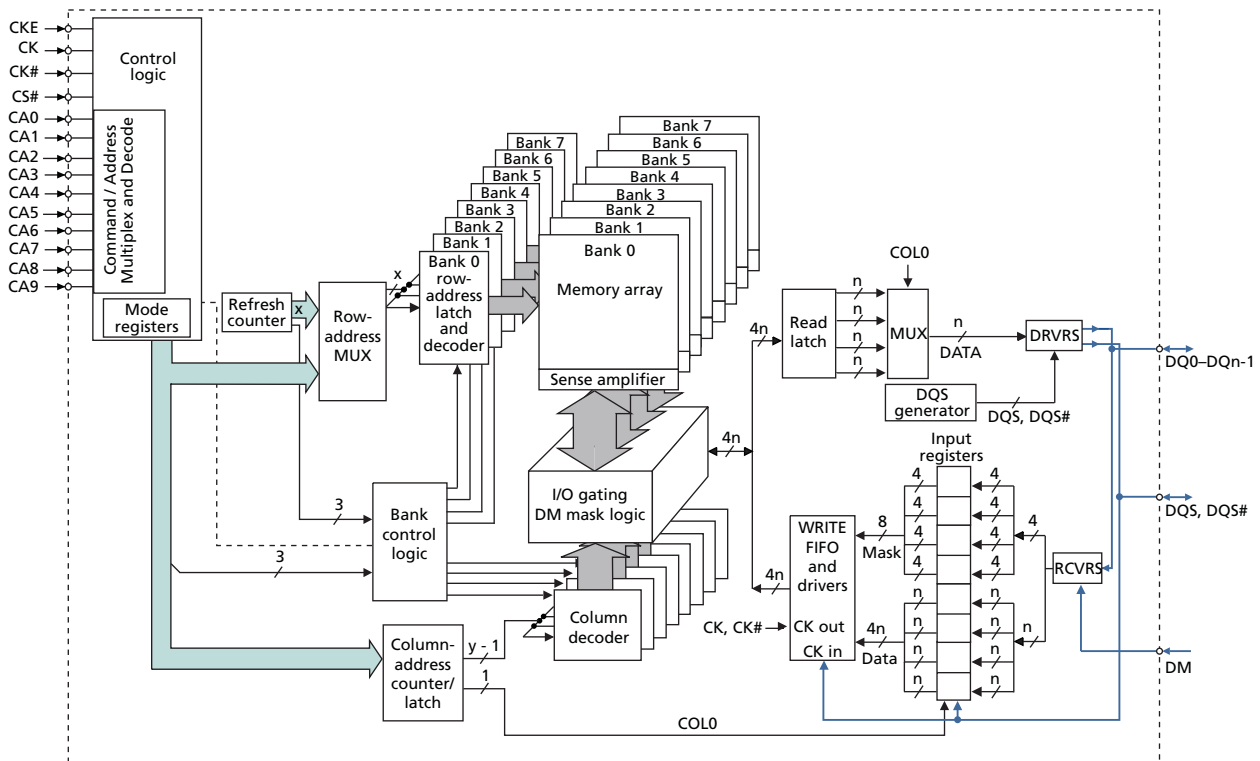 CKE
CK
CK#
CS#
CA0
CA1
CA2
CA3
CA4
CA5
CA6
CA7
CA8
CA9
Control
logic
Command / Address
Multiplex and Decode
Mode
registers
Refresh
counter
x
Row-
address
MUX
x
Bank 7
Bank 6
Bank 5
Bank 4
Bank 3
Bank 2
Bank 1
Bank 0
row-
address
latch
and
decoder
Bank 7
Bank 6
Bank 5
Bank 4
Bank 3
Bank 2
Bank 1
Bank 0
Memory array
Sense amplifier
3
3
Bank
control
logic
I/O gating
DM mask logic
Column
decoder
Column-
address
counter/
latch
y - 1
1
COL0
4n
4n
4n
Read
latch
n
n
n
n
COL0
MUX
n
DATA
DRVRS
DQS
generator
DQS, DQS#
DQ0–DQn-1
DQS, DQS#
DM
RCVRS
Input
registers
4
4
4
4
4
4
4
4
4
8
Mask
WRITE
FIFO
and
drivers
CK, CK#
CK out
CK in
4n
Data
n
n
n
n
n
n
n
n
n